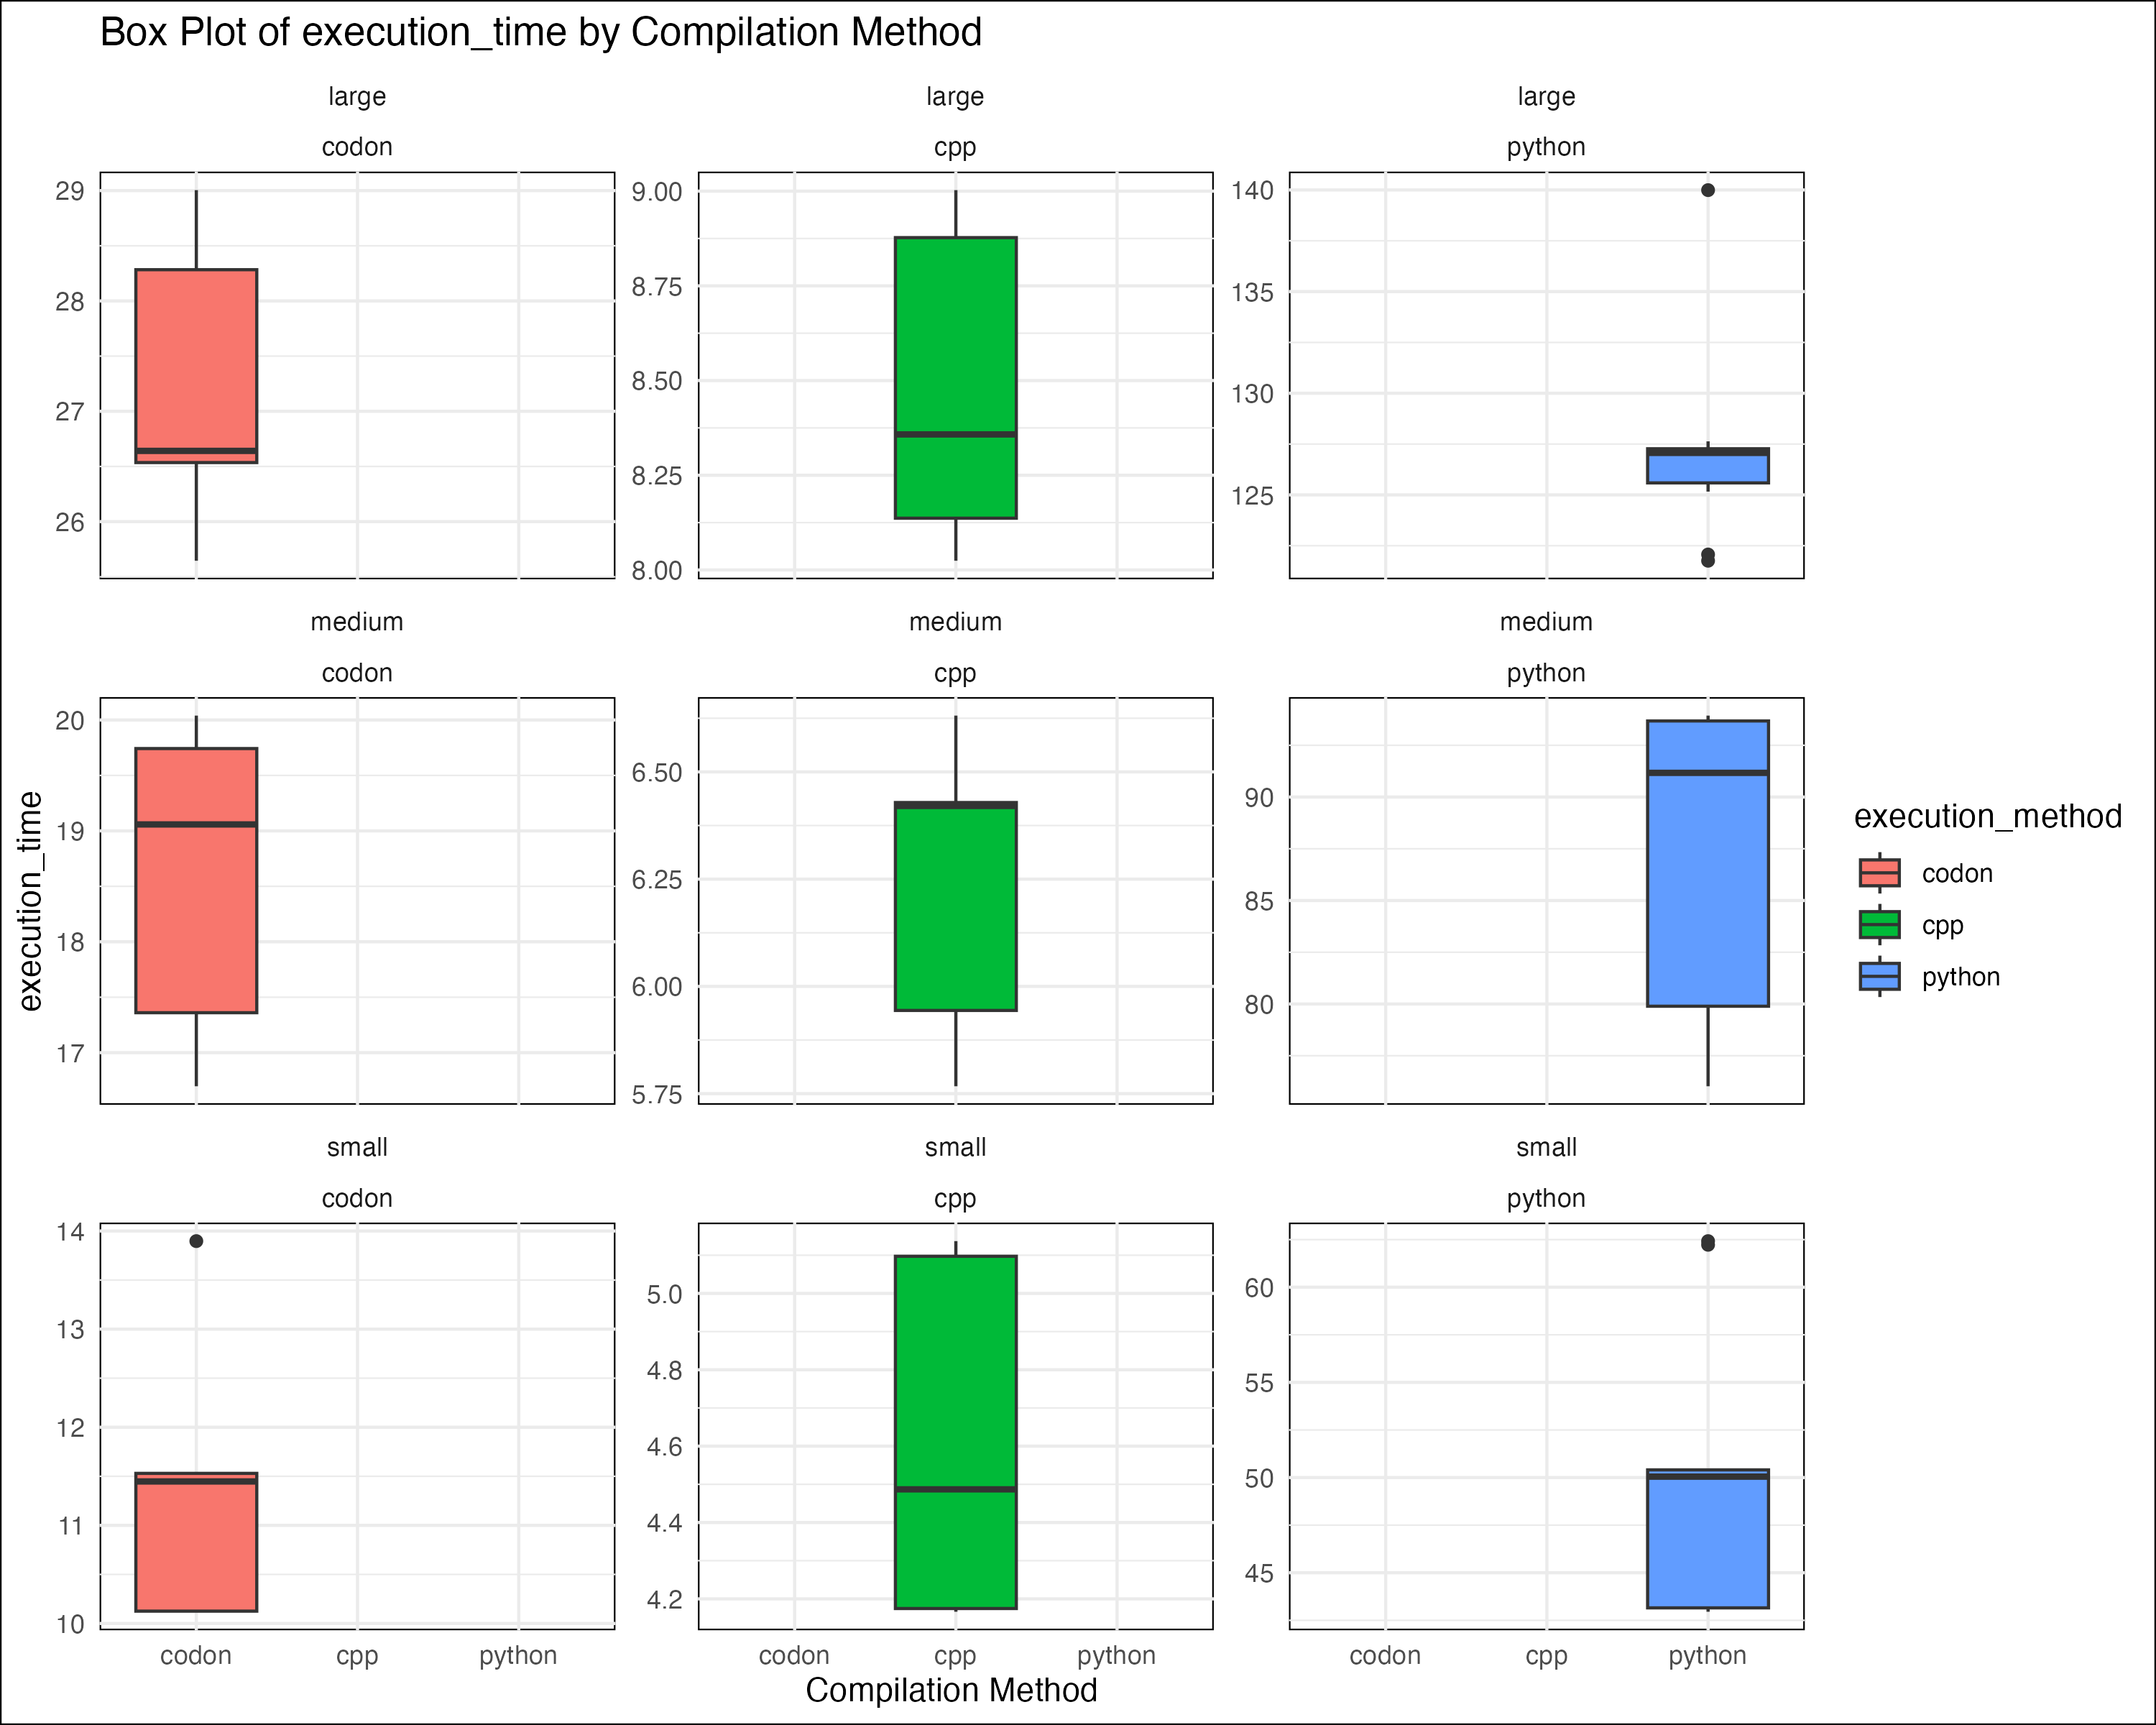 Box Plot of execution_time by Compilation Method
large
codon
29
28
27
26
large
cpp
9.00
8.75
8.50
8.25
8.00
large
python
140
135
130
125
medium
codon
20
19
18
17
medium
cpp
6.50
6.25
6.00
5.75
medium
python
90
85
80
small
codon
14
13
12
11
10
codon cpp python
small
cpp
5.0
4.8
4.6
4.4
4.2
codon cpp python
small
python
60
55
50
45
codon cpp python
execution_time
Compilation Method
execution_method
codon
cpp
python